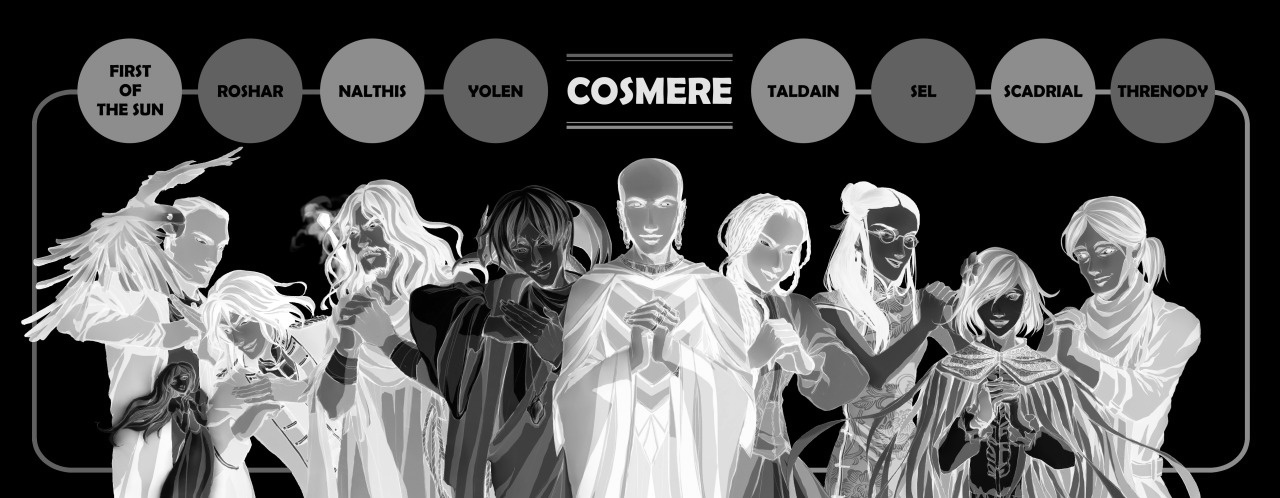 FIRST
OF
THE SUN
ROSHAR
NALTHIS
YOLEN
COSMERE
TALDAIN
SEL
SCADRIAL
THRENODY